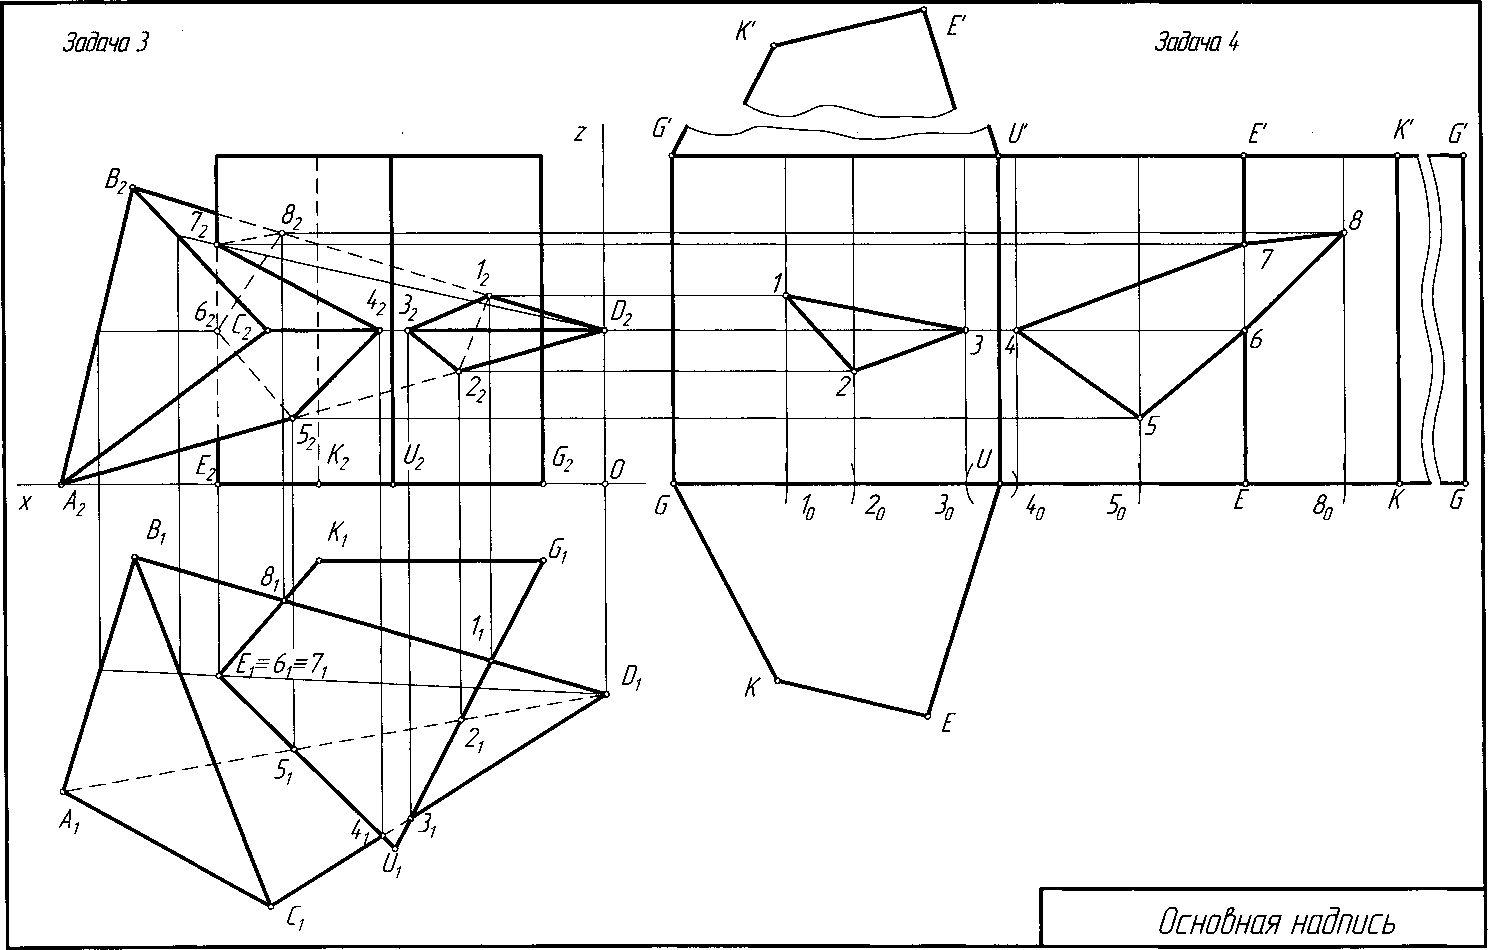 Задача 3
Задача 4
K' E'
z G' U' E' K' G'
B₂ 7₂ 8₂
1₂ D₂
6₂ C₂ 4₂ 3₂
2₂ 5₂
1 2 3 4 5 6 7 8
x A₂ E₂ K₂ U₂ G₂ O
G 1₀ 2₀ 3₀ U 4₀ 5₀ E 8₀ K G
B₁ K₁ G₁
8₁ 1₁
E₁≡6₁≡7₁ D₁
K E
5₁ 2₁
A₁ 4₁ 3₁
U₁
C₁
Основная надпись